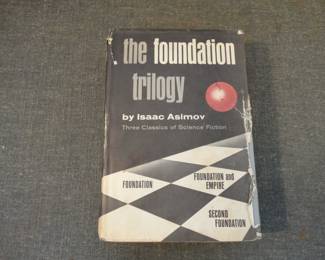 the foundation
trilogy
by Isaac Asimov
Three Classics of Science Fiction
FOUNDATION
FOUNDATION and
EMPIRE
SECOND
FOUNDATION